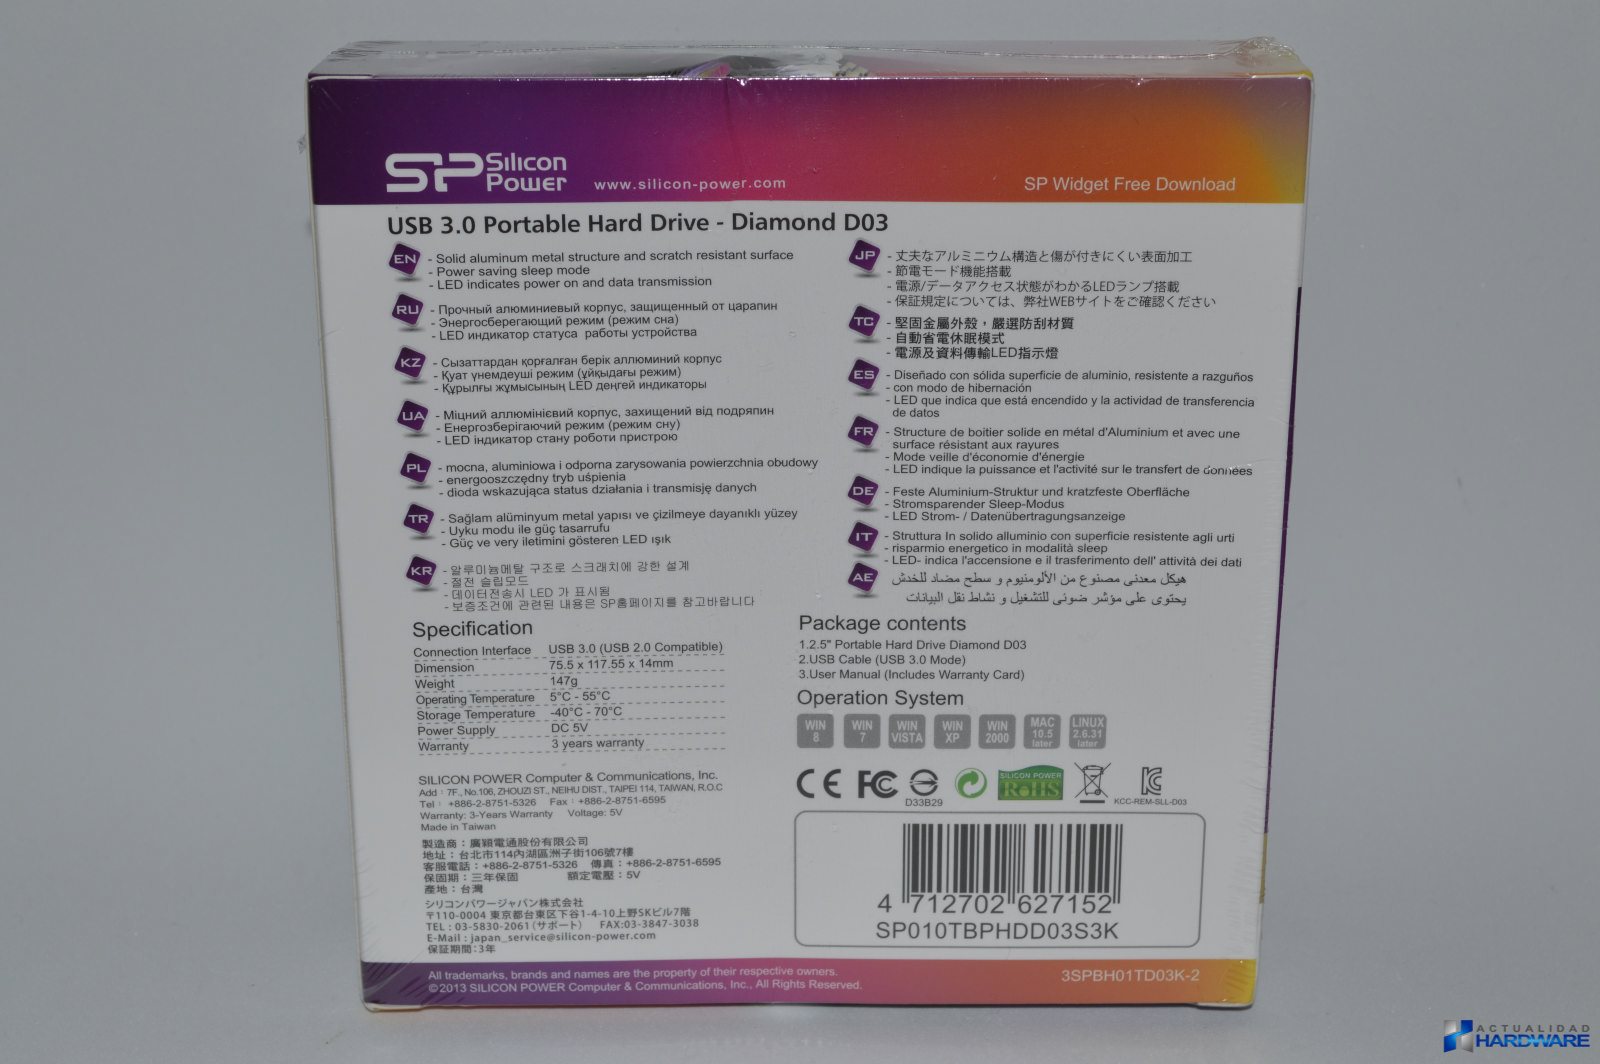 SP Silicon Power
www.silicon-power.com
SP Widget Free Download
USB 3.0 Portable Hard Drive - Diamond D03
EN
- Solid aluminum metal structure and scratch resistant surface
- Power saving sleep mode
- LED indicates power on and data transmission
RU
- Прочный алюминиевый корпус, защищенный от царапин
- Энергосберегающий режим (режим сна)
- LED индикатор статуса работы устройства
KZ
- Сызаттардан қорғалған берік аллюминий корпус
- Қуат үнемдеуші режим (ұйқыдағы режим)
- Құрылғы жұмысының LED деңгей индикаторы
UA
- Міцний аллюмінієвий корпус, захищений від подряпин
- Енергозберігаючий режим (режим сну)
- LED індикатор стану роботи пристрою
PL
- mocna, aluminiowa i odporna zarysowania powierzchnia obudowy
- energooszczędny tryb uśpienia
- dioda wskazująca status działania i transmisję danych
TR
- Sağlam alüminyum metal yapısı ve çizilmeye dayanıklı yüzey
- Uyku modu ile güç tasarrufu
- Güç ve very iletimini gösteren LED ışık
KR
- 알루미늄메탈 구조로 스크래치에 강한 설계
- 절전 슬립모드
- 데이터전송시 LED 가 표시됨
- 보증조건에 관련된 내용은 SP홈페이지를 참고바랍니다
JP
- 丈夫なアルミニウム構造と傷が付きにくい表面加工
- 節電モード機能搭載
- 電源/データアクセス状態がわかるLEDランプ搭載
- 保証規定については、弊社WEBサイトをご確認ください
TC
- 堅固金屬外殼，嚴選防刮材質
- 自動省電休眠模式
- 電源及資料傳輸LED指示燈
ES
- Diseñado con sólida superficie de aluminio, resistente a razguños
- con modo de hibernación
- LED que indica que está encendido y la actividad de transferencia
de datos
FR
- Structure de boitier solide en métal d'Aluminium et avec une
surface résistant aux rayures
- Mode veille d'économie d'énergie
- LED indique la puissance et l'activité sur le transfert de données
DE
- Feste Aluminium-Struktur und kratzfeste Oberfläche
- Stromsparender Sleep-Modus
- LED Strom- / Datenübertragungsanzeige
IT
- Struttura In solido alluminio con superficie resistente agli urti
- risparmio energetico in modalità sleep
- LED- indica l'accensione e il trasferimento dell' attività dei dati
AE
هيكل معدنى مصنوع من الألومنيوم و سطح مضاد للخدش
يحتوى على مؤشر ضوئى للتشغيل و نشاط نقل البيانات
Specification
Connection Interface USB 3.0 (USB 2.0 Compatible)
Dimension 75.5 x 117.55 x 14mm
Weight 147g
Operating Temperature 5°C - 55°C
Storage Temperature -40°C - 70°C
Power Supply DC 5V
Warranty 3 years warranty
Package contents
1.2.5" Portable Hard Drive Diamond D03
2.USB Cable (USB 3.0 Mode)
3.User Manual (Includes Warranty Card)
Operation System
WIN 8
WIN 7
WIN VISTA
WIN XP
WIN 2000
MAC 10.5 later
LINUX 2.6.31 later
CE FC D33B29 SILICON POWER RoHS KCC-REM-SLL-D03
SILICON POWER Computer & Communications, Inc.
Add : 7F., No.106, ZHOUZI ST., NEIHU DIST., TAIPEI 114, TAIWAN, R.O.C
Tel : +886-2-8751-5326 Fax : +886-2-8751-6595
Warranty: 3-Years Warranty Voltage: 5V
Made in Taiwan
製造商：廣穎電通股份有限公司
地址：台北市114內湖區洲子街106號7樓
客服電話：+886-2-8751-5326 傳真：+886-2-8751-6595
保固期：三年保固 額定電壓：5V
產地：台灣
シリコンパワージャパン株式会社
〒110-0004 東京都台東区下谷1-4-10上野SKビル7階
TEL : 03-5830-2061 (サポート) FAX:03-3847-3038
E-Mail : japan_service@silicon-power.com
保証期間：3年
4 712702 627152
SP010TBPHDD03S3K
All trademarks, brands and names are the property of their respective owners.
©2013 SILICON POWER Computer & Communications, Inc., All Rights Reserved.
3SPBH01TD03K-2
ACTUALIDAD
HARDWARE